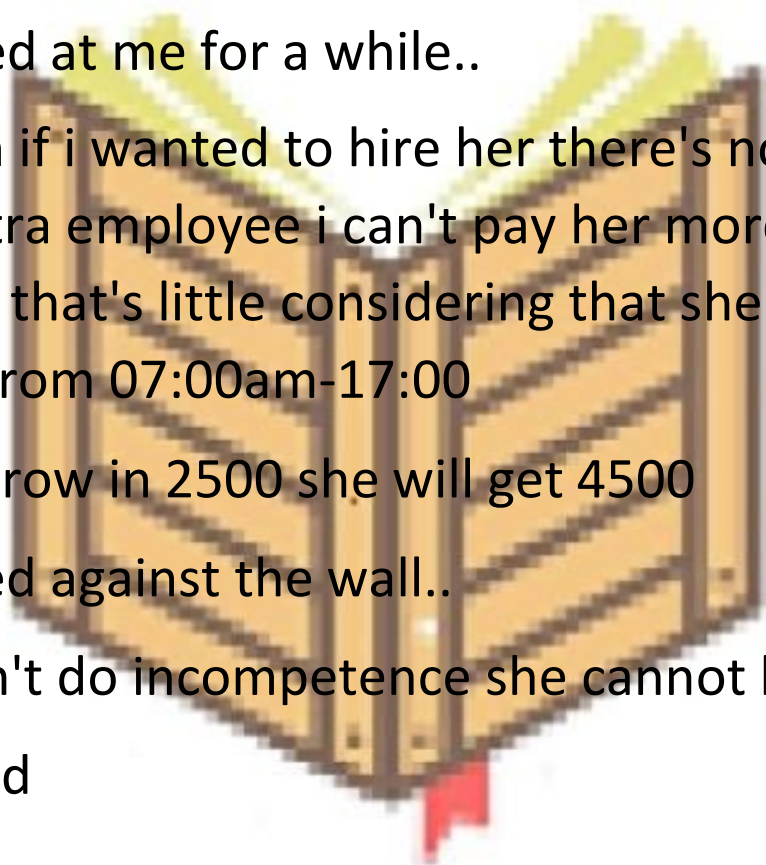 ed at me for a while..
if i wanted to hire her there's no
tra employee i can't pay her more
that's little considering that she
rom 07:00am-17:00
row in 2500 she will get 4500
ed against the wall..
n't do incompetence she cannot
d